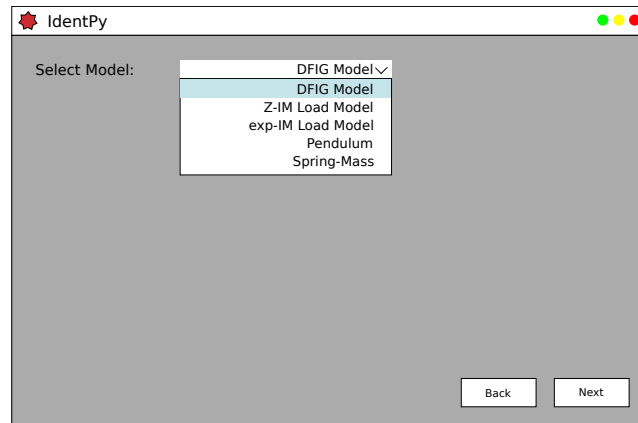 IdentPy
Select Model:
DFIG Model
DFIG Model
Z-IM Load Model
exp-IM Load Model
Pendulum
Spring-Mass
Back
Next